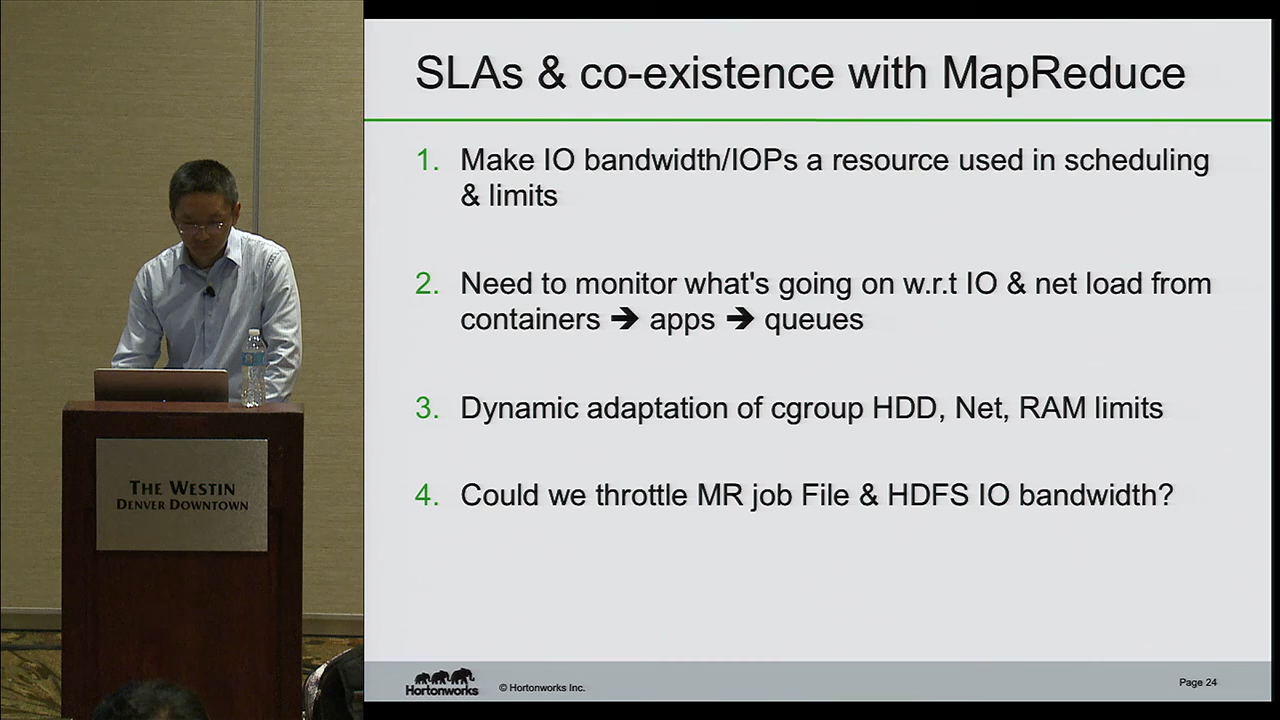 SLAs & co-existence with MapReduce
1. Make IO bandwidth/IOPs a resource used in scheduling
& limits
2. Need to monitor what's going on w.r.t IO & net load from
containers ➔ apps ➔ queues
3. Dynamic adaptation of cgroup HDD, Net, RAM limits
4. Could we throttle MR job File & HDFS IO bandwidth?
Hortonworks
© Hortonworks Inc.
Page 24
THE WESTIN
DENVER DOWNTOWN